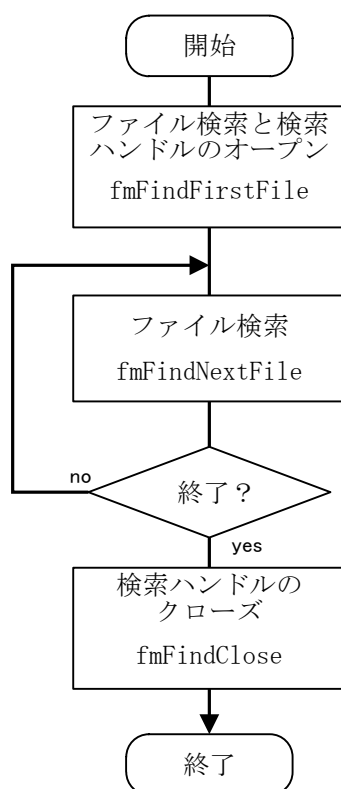 開始
ファイル検索と検索
ハンドルのオープン
fmFindFirstFile
ファイル検索
fmFindNextFile
no
終了？
yes
検索ハンドルの
クローズ
fmFindClose
終了